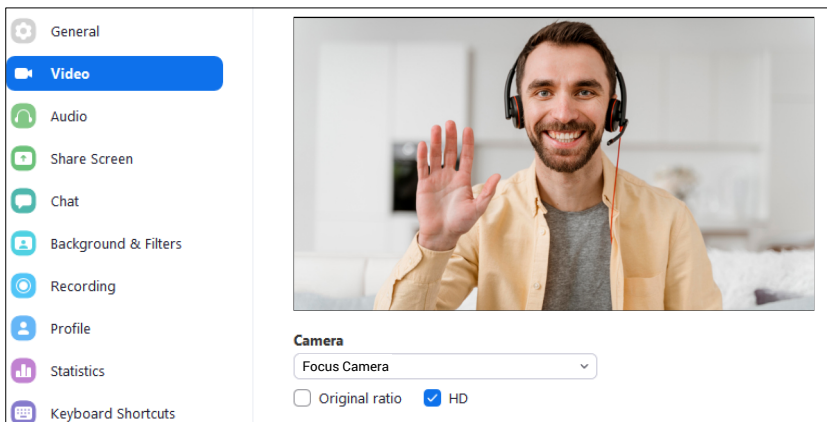 General
Video
Audio
Share Screen
Chat
Background & Filters
Recording
Profile
Statistics
Keyboard Shortcuts
Camera
Focus Camera
Original ratio HD